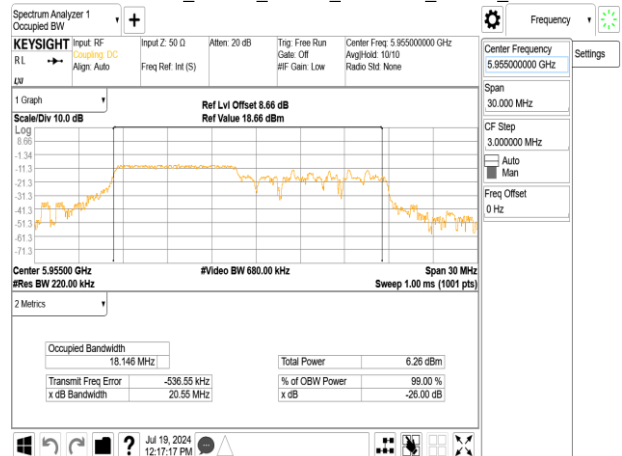 Spectrum Analyzer 1
Occupied BW
Frequency
KEYSIGHT Input: RF Input Z: 50 Ω Atten: 20 dB Trig: Free Run Center Freq: 5.955000000 GHz
RL Coupling: DC Gate: Off Avg|Hold: 10/10
Align: Auto Freq Ref: Int (S) #IF Gain: Low Radio Std: None
LXI
Center Frequency
5.955000000 GHz
Settings
Span
30.000 MHz
CF Step
3.000000 MHz
Auto
Man
Freq Offset
0 Hz
1 Graph
Ref Lvl Offset 8.66 dB
Scale/Div 10.0 dB Ref Value 18.66 dBm
Log
8.66
-1.34
-11.3
-21.3
-31.3
-41.3
-51.3
-61.3
-71.3
Center 5.95500 GHz #Video BW 680.00 kHz Span 30 MHz
#Res BW 220.00 kHz Sweep 1.00 ms (1001 pts)
2 Metrics
Occupied Bandwidth
18.146 MHz Total Power 6.26 dBm
Transmit Freq Error -536.55 kHz % of OBW Power 99.00 %
x dB Bandwidth 20.55 MHz x dB -26.00 dB
? Jul 19, 2024
12:17:17 PM